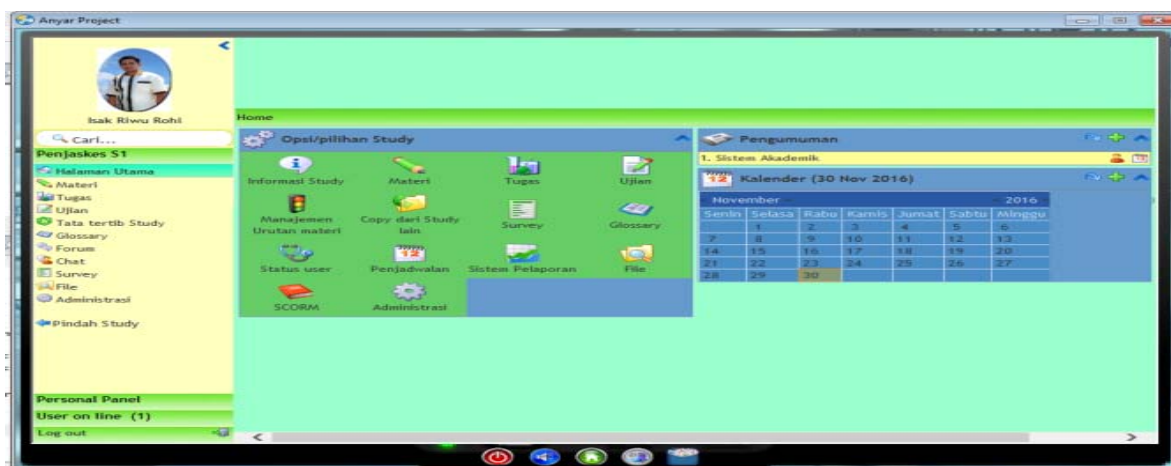 Anyar Project
Isak Riwu Rohi
Cari...
Penjaskes S1
Halaman Utama
Materi
Tugas
Ujian
Tata tertib Study
Glossary
Forum
Chat
Survey
File
Administrasi
Pindah Study
Personal Panel
User on line (1)
Log out
Home
Opsi/pilihan Study
Informasi Study Materi Tugas Ujian
Manajemen Urutan materi Copy dari Study lain Survey Glossary
Status user Penjadwalan Sistem Pelaporan File
SCORM Administrasi
Pengumuman
1. Sistem Akademik
12 Kalender (30 Nov 2016)
November 2016
Senin Selasa Rabu Kamis Jumat Sabtu Minggu
1 2 3 4 5 6
7 8 9 10 11 12 13
14 15 16 17 18 19 20
21 22 23 24 25 26 27
28 29 30